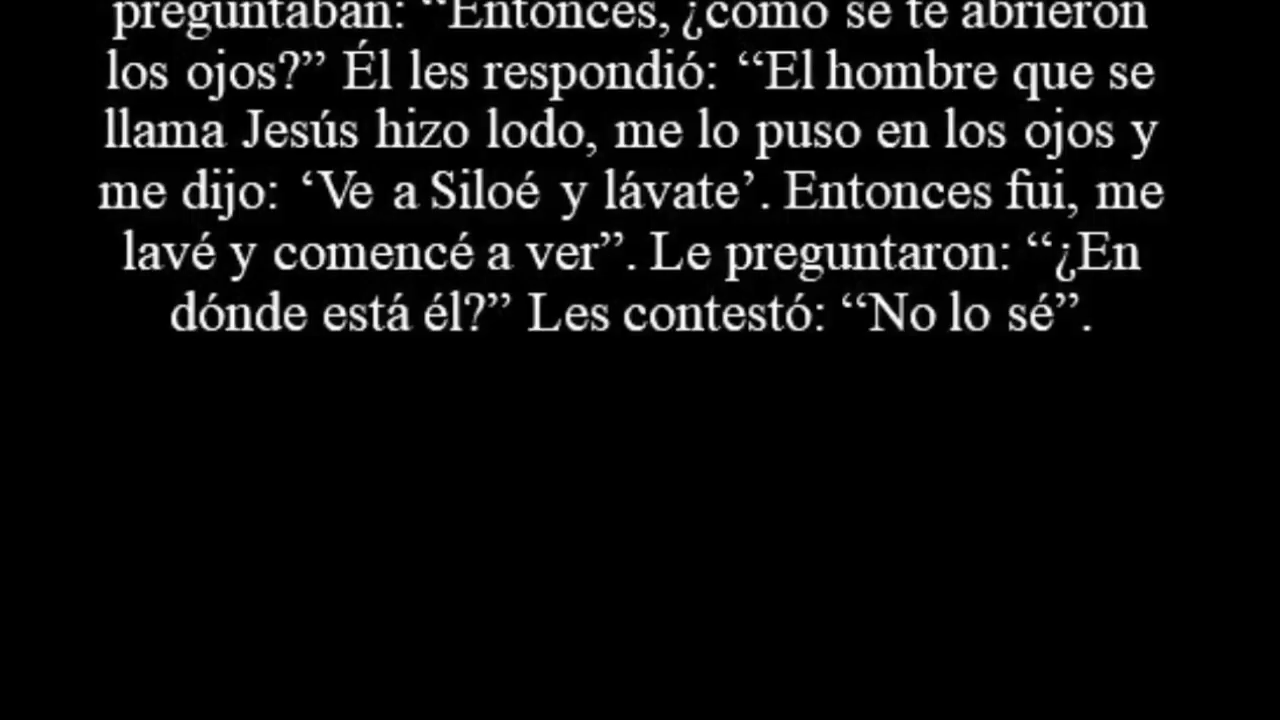 preguntaban: “Entonces, ¿cómo se te abrieron
los ojos?” Él les respondió: “El hombre que se
llama Jesús hizo lodo, me lo puso en los ojos y
me dijo: ‘Ve a Siloé y lávate’. Entonces fui, me
lavé y comencé a ver”. Le preguntaron: “¿En
dónde está él?” Les contestó: “No lo sé”.